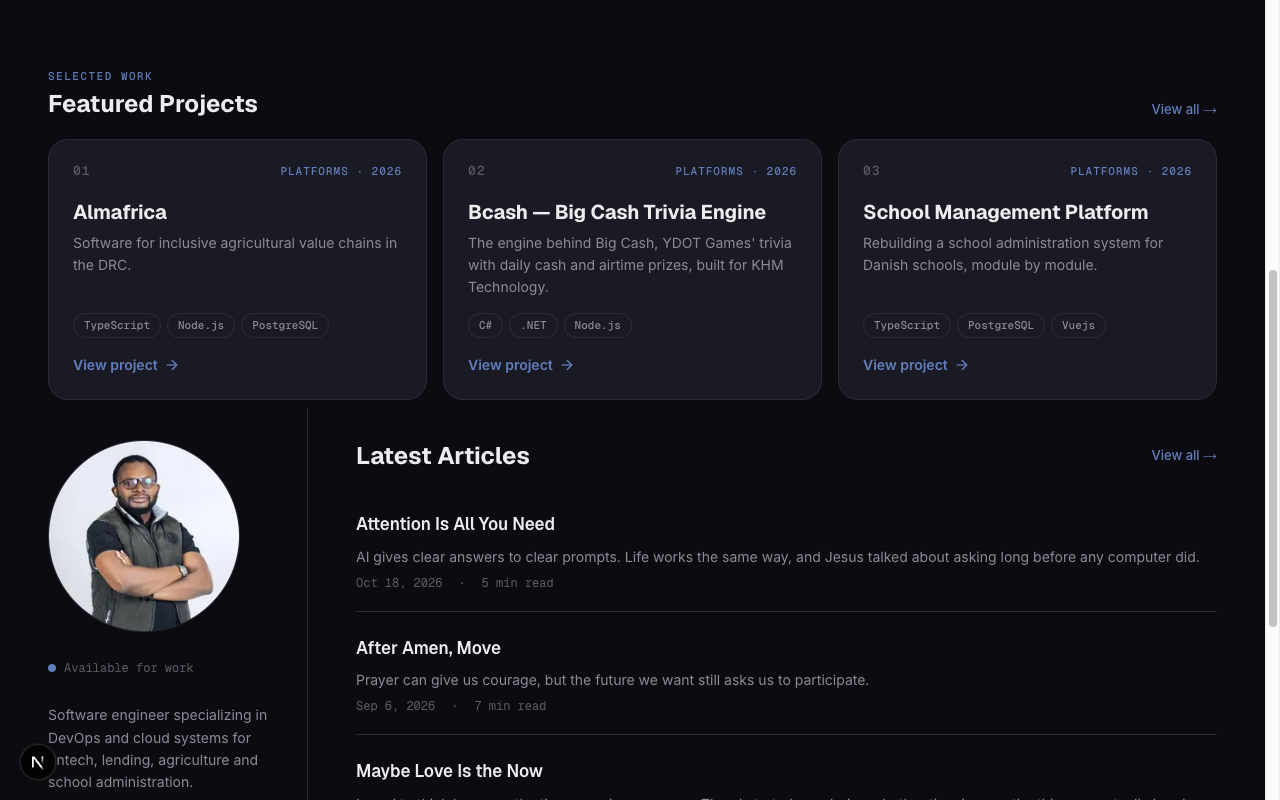 SELECTED WORK
Featured Projects
View all →
01
PLATFORMS · 2026
Almafrica
Software for inclusive agricultural value chains in
the DRC.
TypeScript
Node.js
PostgreSQL
View project →
02
PLATFORMS · 2026
Bcash — Big Cash Trivia Engine
The engine behind Big Cash, YDOT Games' trivia
with daily cash and airtime prizes, built for KHM
Technology.
C#
.NET
Node.js
View project →
03
PLATFORMS · 2026
School Management Platform
Rebuilding a school administration system for
Danish schools, module by module.
TypeScript
PostgreSQL
Vuejs
View project →
Available for work
Software engineer specializing in
DevOps and cloud systems for
fintech, lending, agriculture and
school administration.
N
Latest Articles
View all →
Attention Is All You Need
AI gives clear answers to clear prompts. Life works the same way, and Jesus talked about asking long before any computer did.
Oct 18, 2026 · 5 min read
After Amen, Move
Prayer can give us courage, but the future we want still asks us to participate.
Sep 6, 2026 · 7 min read
Maybe Love Is the Now